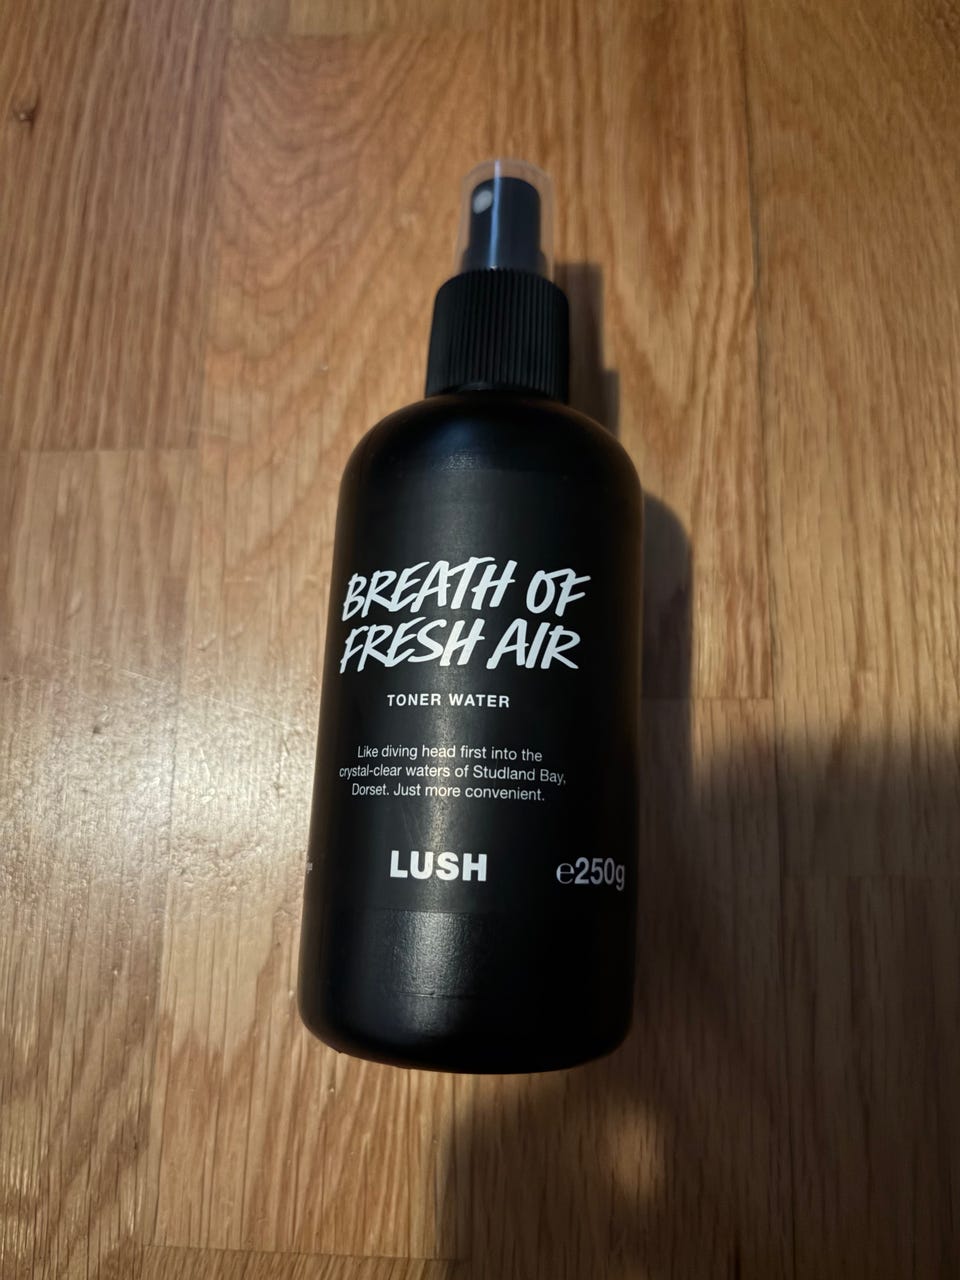 BREATH OF
FRESH AIR
TONER WATER
Like diving head first into the
crystal-clear waters of Studland Bay,
Dorset. Just more convenient.
LUSH
℮250g